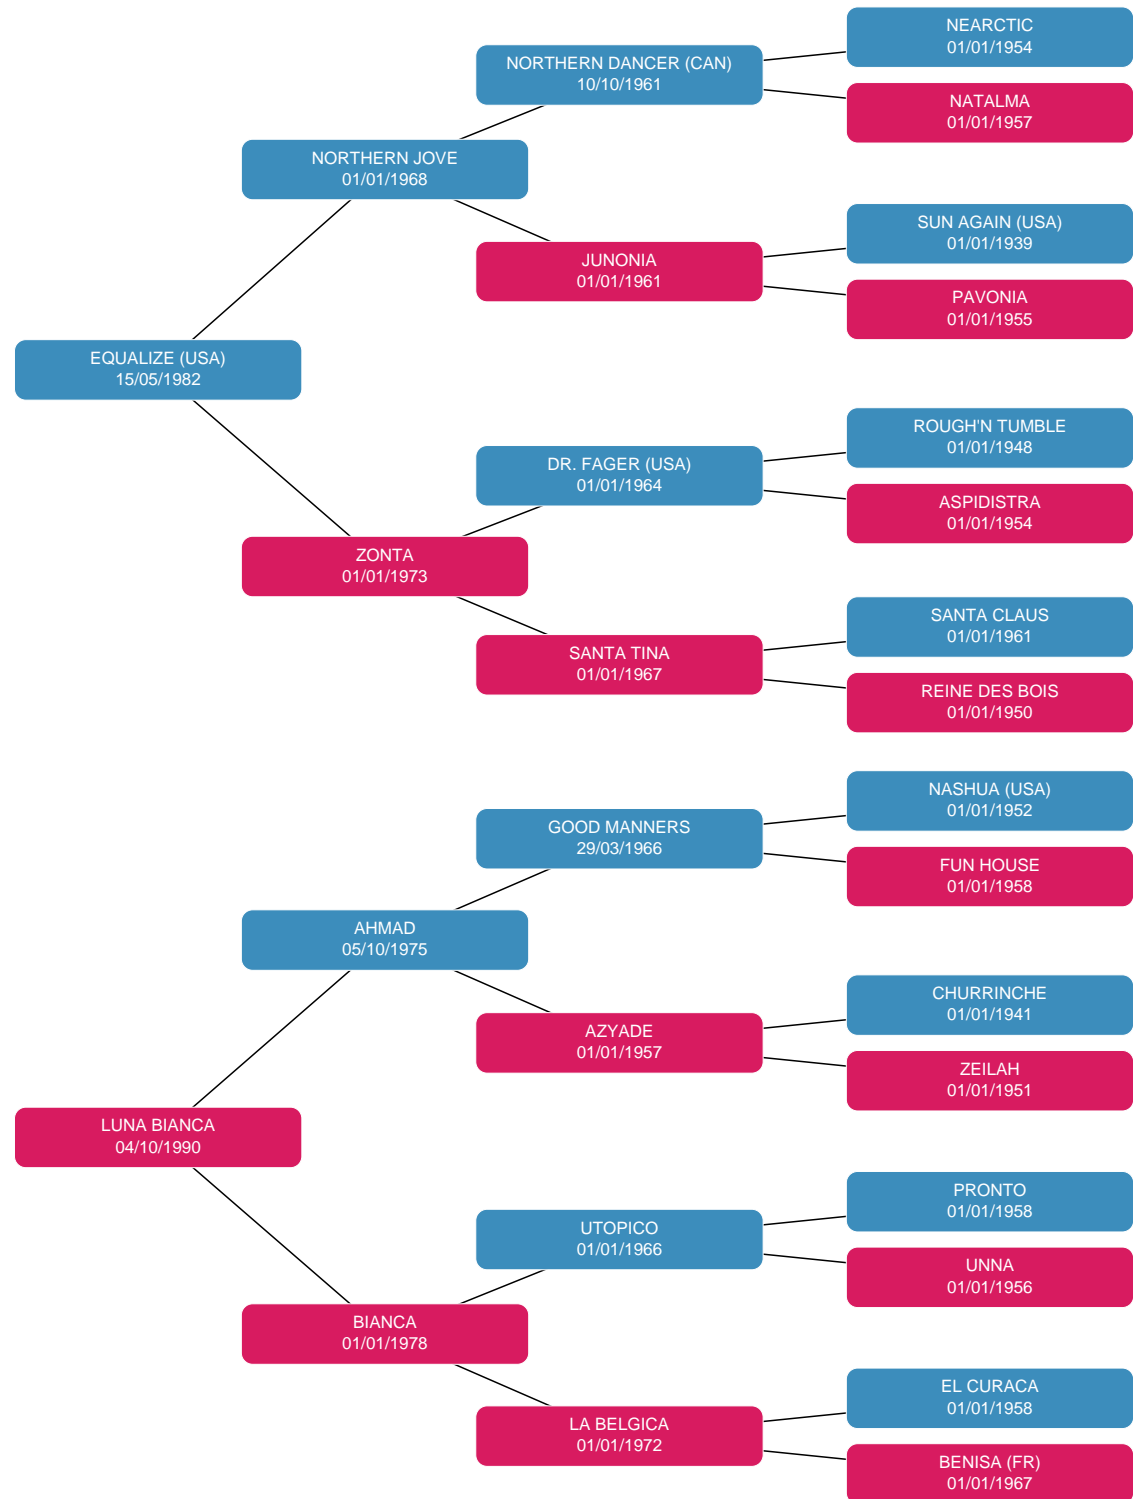 NEARCTIC
01/01/1954
NORTHERN DANCER (CAN)
10/10/1961
NATALMA
01/01/1957
NORTHERN JOVE
01/01/1968
SUN AGAIN (USA)
01/01/1939
JUNONIA
01/01/1961
PAVONIA
01/01/1955
EQUALIZE (USA)
15/05/1982
ROUGH'N TUMBLE
01/01/1948
DR. FAGER (USA)
01/01/1964
ASPIDISTRA
01/01/1954
ZONTA
01/01/1973
SANTA CLAUS
01/01/1961
SANTA TINA
01/01/1967
REINE DES BOIS
01/01/1950
NASHUA (USA)
01/01/1952
GOOD MANNERS
29/03/1966
FUN HOUSE
01/01/1958
AHMAD
05/10/1975
CHURRINCHE
01/01/1941
AZYADE
01/01/1957
ZEILAH
01/01/1951
LUNA BIANCA
04/10/1990
PRONTO
01/01/1958
UTOPICO
01/01/1966
UNNA
01/01/1956
BIANCA
01/01/1978
EL CURACA
01/01/1958
LA BELGICA
01/01/1972
BENISA (FR)
01/01/1967